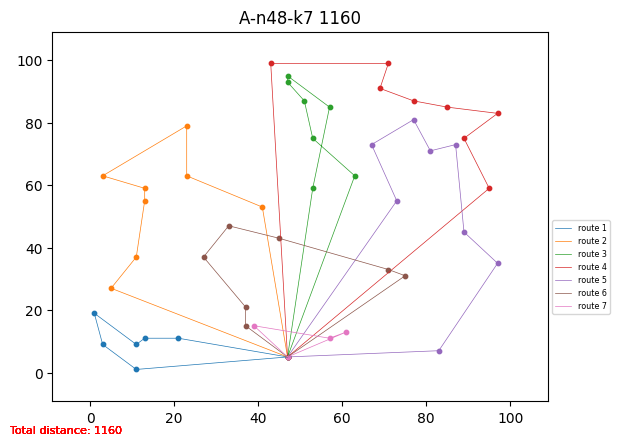 A-n48-k7 1160
100
80
60
40
20
0
0 20 40 60 80 100
route 1
route 2
route 3
route 4
route 5
route 6
route 7
Total distance: 1160